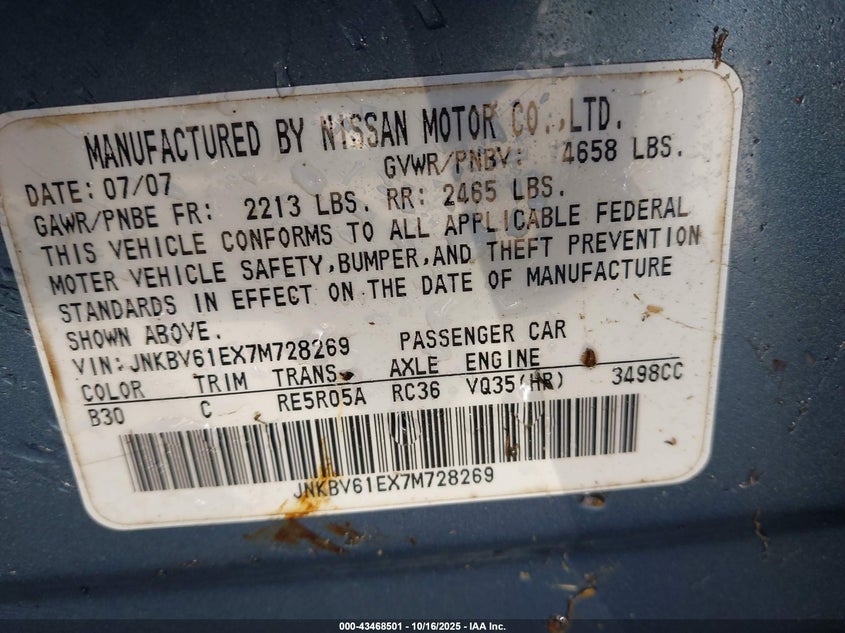 MANUFACTURED BY NISSAN MOTOR CO.,LTD.
DATE: 07/07 GVWR/PNBV: 4658 LBS.
GAWR/PNBE FR: 2213 LBS. RR: 2465 LBS.
THIS VEHICLE CONFORMS TO ALL APPLICABLE FEDERAL
MOTER VEHICLE SAFETY,BUMPER,AND THEFT PREVENTION
STANDARDS IN EFFECT ON THE DATE OF MANUFACTURE
SHOWN ABOVE.
VIN:JNKBV61EX7M728269 PASSENGER CAR
COLOR TRIM TRANS. AXLE ENGINE
B30 C RE5R05A RC36 VQ35(HR) 3498CC
JNKBV61EX7M728269
000-43468501 - 10/16/2025 - IAA Inc.